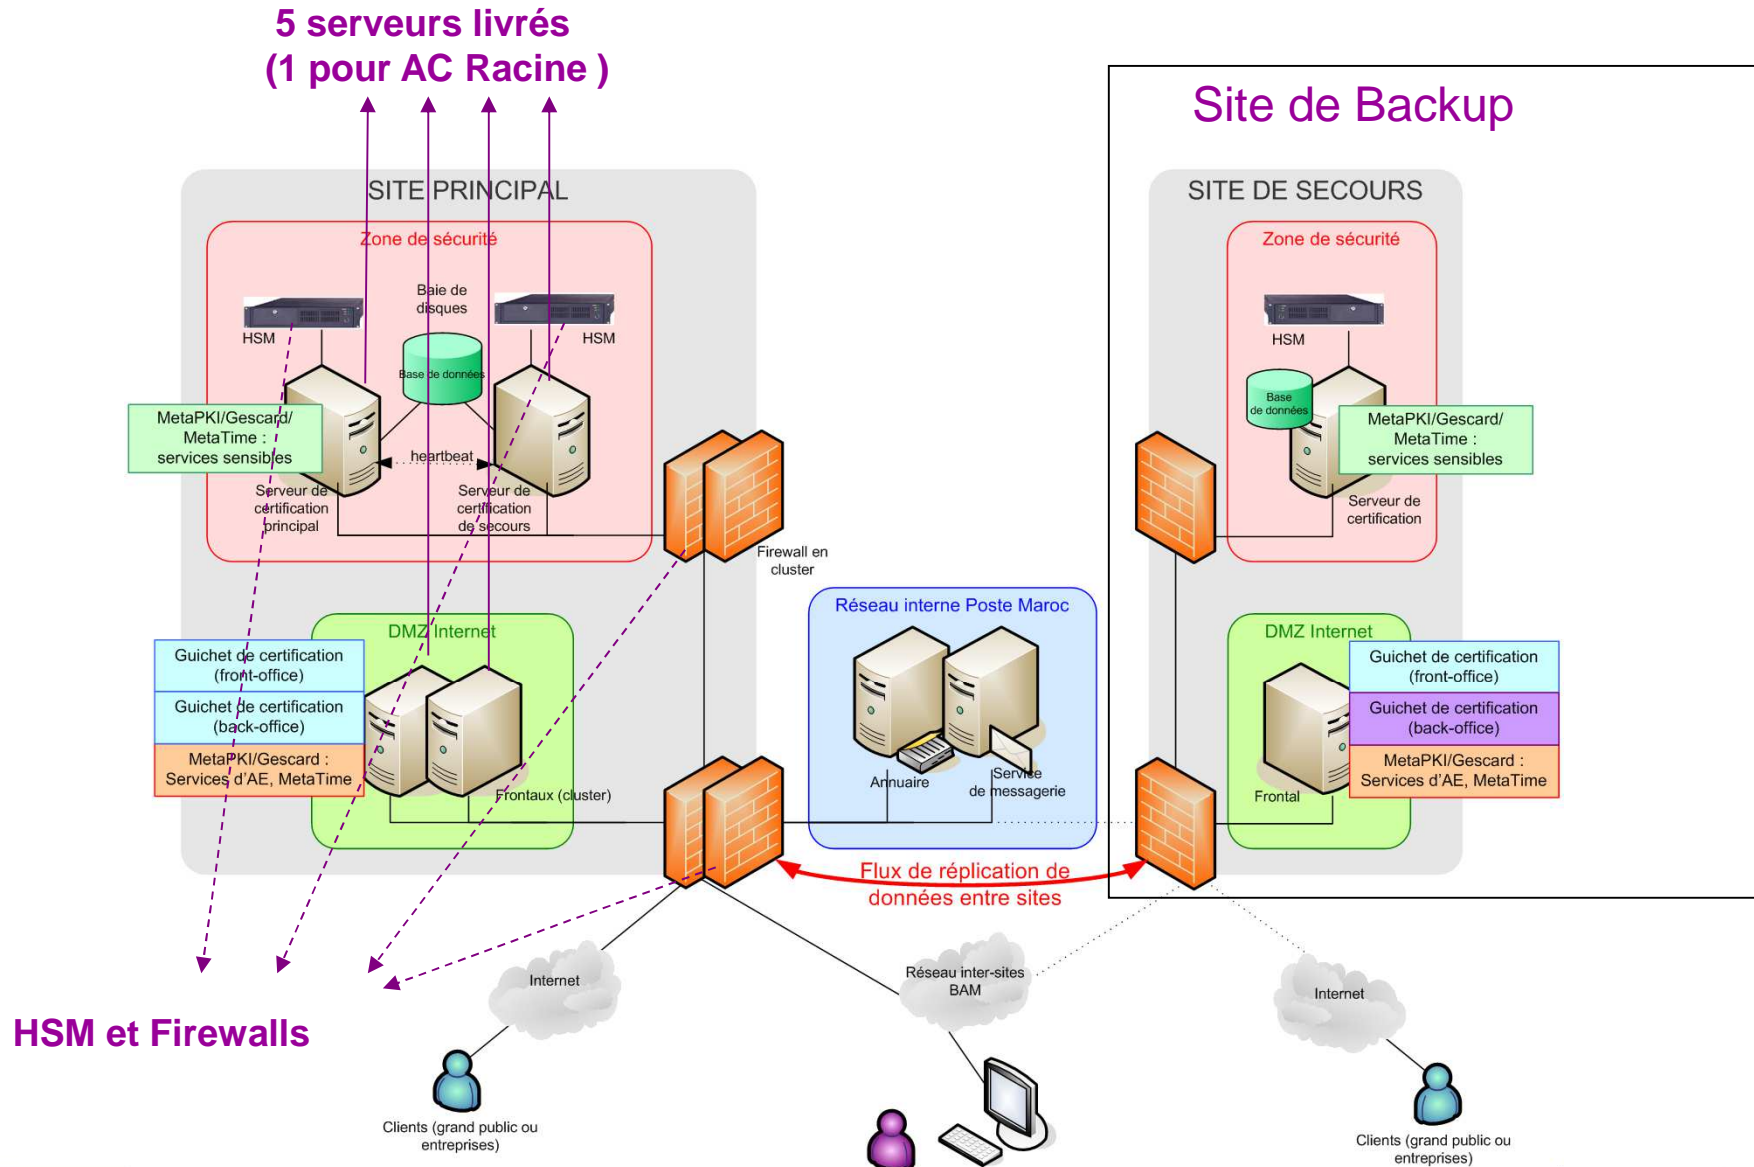 5 serveurs livrés
(1 pour AC Racine )
Site de Backup
SITE PRINCIPAL
Zone de sécurité
Baie de
disques
HSM
HSM
Base de données
MetaPKI/Gescard/
MetaTime :
services sensibles
heartbeat
Serveur de
certification
principal
Serveur de
certification
de secours
Firewall en
cluster
DMZ Internet
Guichet de certification
(front-office)
Guichet de certification
(back-office)
MetaPKI/Gescard :
Services d'AE, MetaTime
Frontaux (cluster)
Réseau interne Poste Maroc
Annuaire
Service
de messagerie
Flux de réplication de
données entre sites
SITE DE SECOURS
Zone de sécurité
HSM
Base
de données
MetaPKI/Gescard/
MetaTime :
services sensibles
Serveur de
certification
DMZ Internet
Guichet de certification
(front-office)
Guichet de certification
(back-office)
MetaPKI/Gescard :
Services d'AE, MetaTime
Frontal
HSM et Firewalls
Internet
Réseau inter-sites
BAM
Internet
Clients (grand public ou
entreprises)
Clients (grand public ou
entreprises)